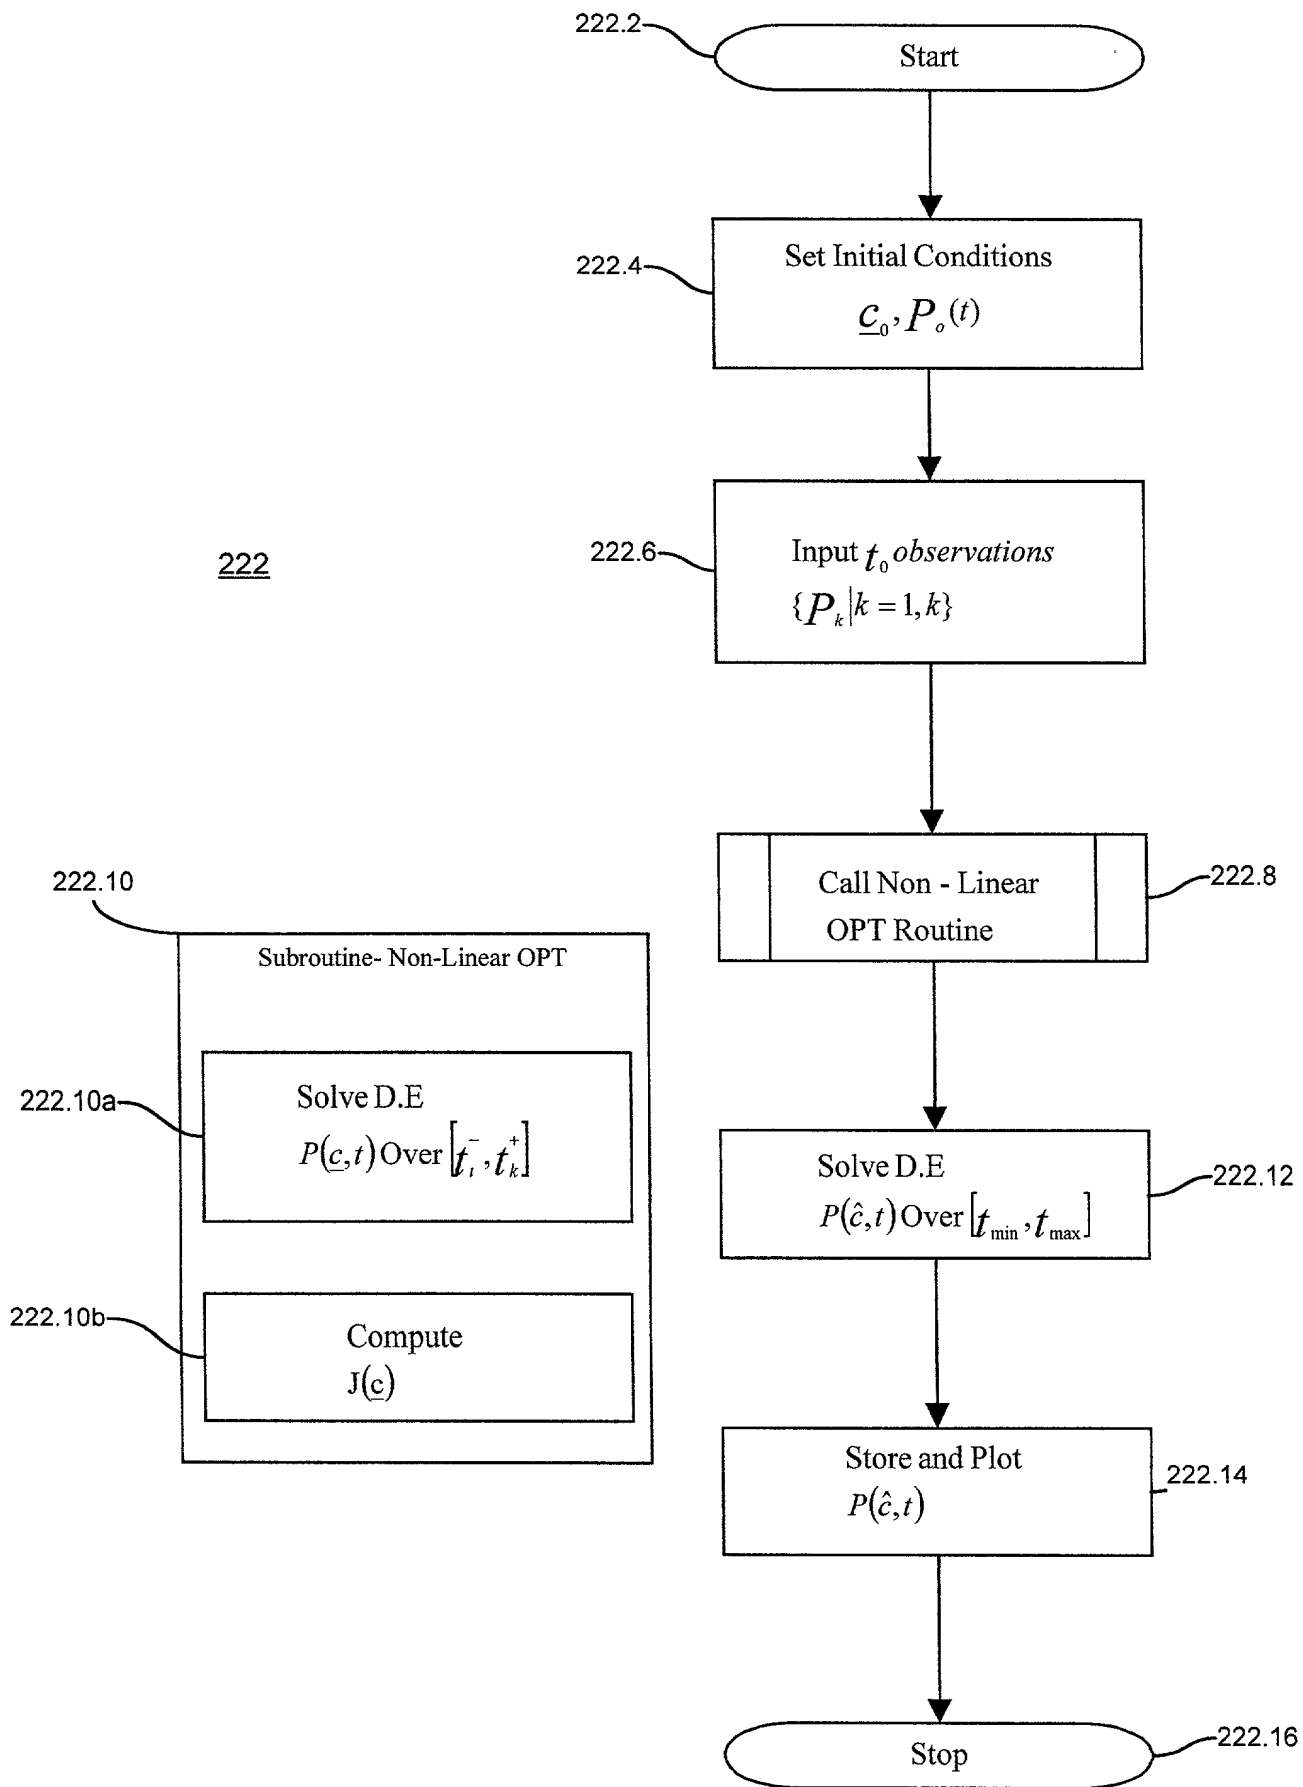 222.2
Start
222.4
Set Initial Conditions
c₀, Pₒ(t)
222
222.6
Input t₀ observations
{Pₖ|k = 1, k}
222.8
Call Non - Linear
OPT Routine
222.10
Subroutine- Non-Linear OPT
222.10a
Solve D.E
P(c,t) Over [tᵢ⁻, tₖ⁺]
222.10b
Compute
J(c)
222.12
Solve D.E
P(ĉ,t) Over [t_min, t_max]
222.14
Store and Plot
P(ĉ,t)
Stop
222.16